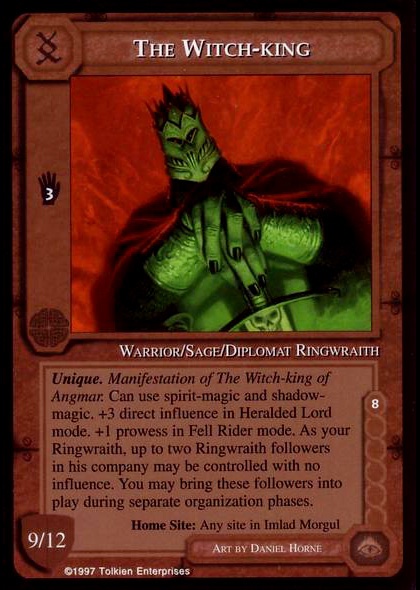 THE WITCH-KING
3
WARRIOR/SAGE/DIPLOMAT RINGWRAITH
Unique. Manifestation of The Witch-king of
Angmar. Can use spirit-magic and shadow-
magic. +3 direct influence in Heralded Lord
mode. +1 prowess in Fell Rider mode. As your
Ringwraith, up to two Ringwraith followers
in his company may be controlled with no
influence. You may bring these followers into
play during separate organization phases.
8
Home Site: Any site in Imlad Morgul
9/12
ART BY DANIEL HORNE
©1997 Tolkien Enterprises